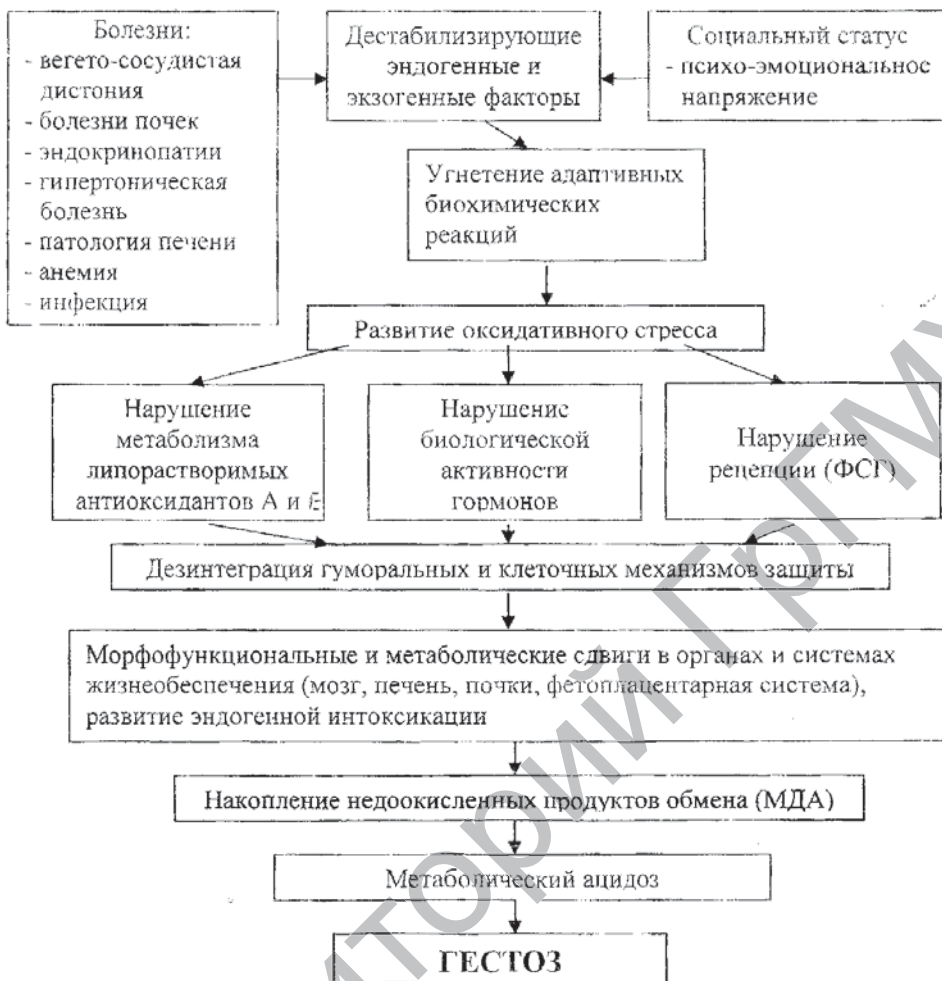 Болезни:
- вегето-сосудистая
дистония
- болезни почек
- эндокринопатии
- гипертоническая
болезнь
- патология печени
- анемия
- инфекция
Дестабилизирующие
эндогенные и
экзогенные факторы
Социальный статус
- психо-эмоциональное
напряжение
Угнетение адаптивных
биохимических
реакций
Развитие оксидативного стресса
Нарушение
метаболизма
липорастворимых
антиоксидантов А и Е
Нарушение
биологической
активности
гормонов
Нарушение
рецепции (ФСГ)
Дезинтеграция гуморальных и клеточных механизмов защиты
Морфофункциональные и метаболические сдвиги в органах и системах
жизнеобеспечения (мозг, печень, почки, фетоплацентарная система),
развитие эндогенной интоксикации
Накопление недоокисленных продуктов обмена (МДА)
Метаболический ацидоз
ГЕСТОЗ